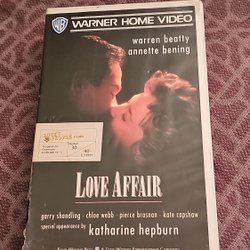 WB
WARNER HOME VIDEO
warren beatty
annette bening
LOVE AFFAIR
garry shandling · chloe webb · pierce brosnan · kate capshaw
special appearance by katharine hepburn